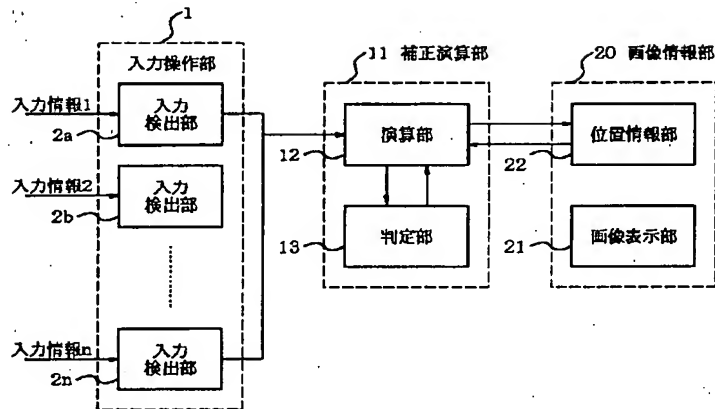 1
入力操作部
入力情報1
入力
検出部
2a
入力情報2
入力
検出部
2b
入力情報n
入力
検出部
2n
11 補正演算部
演算部
12
判定部
13
20 画像情報部
位置情報部
22
画像表示部
21